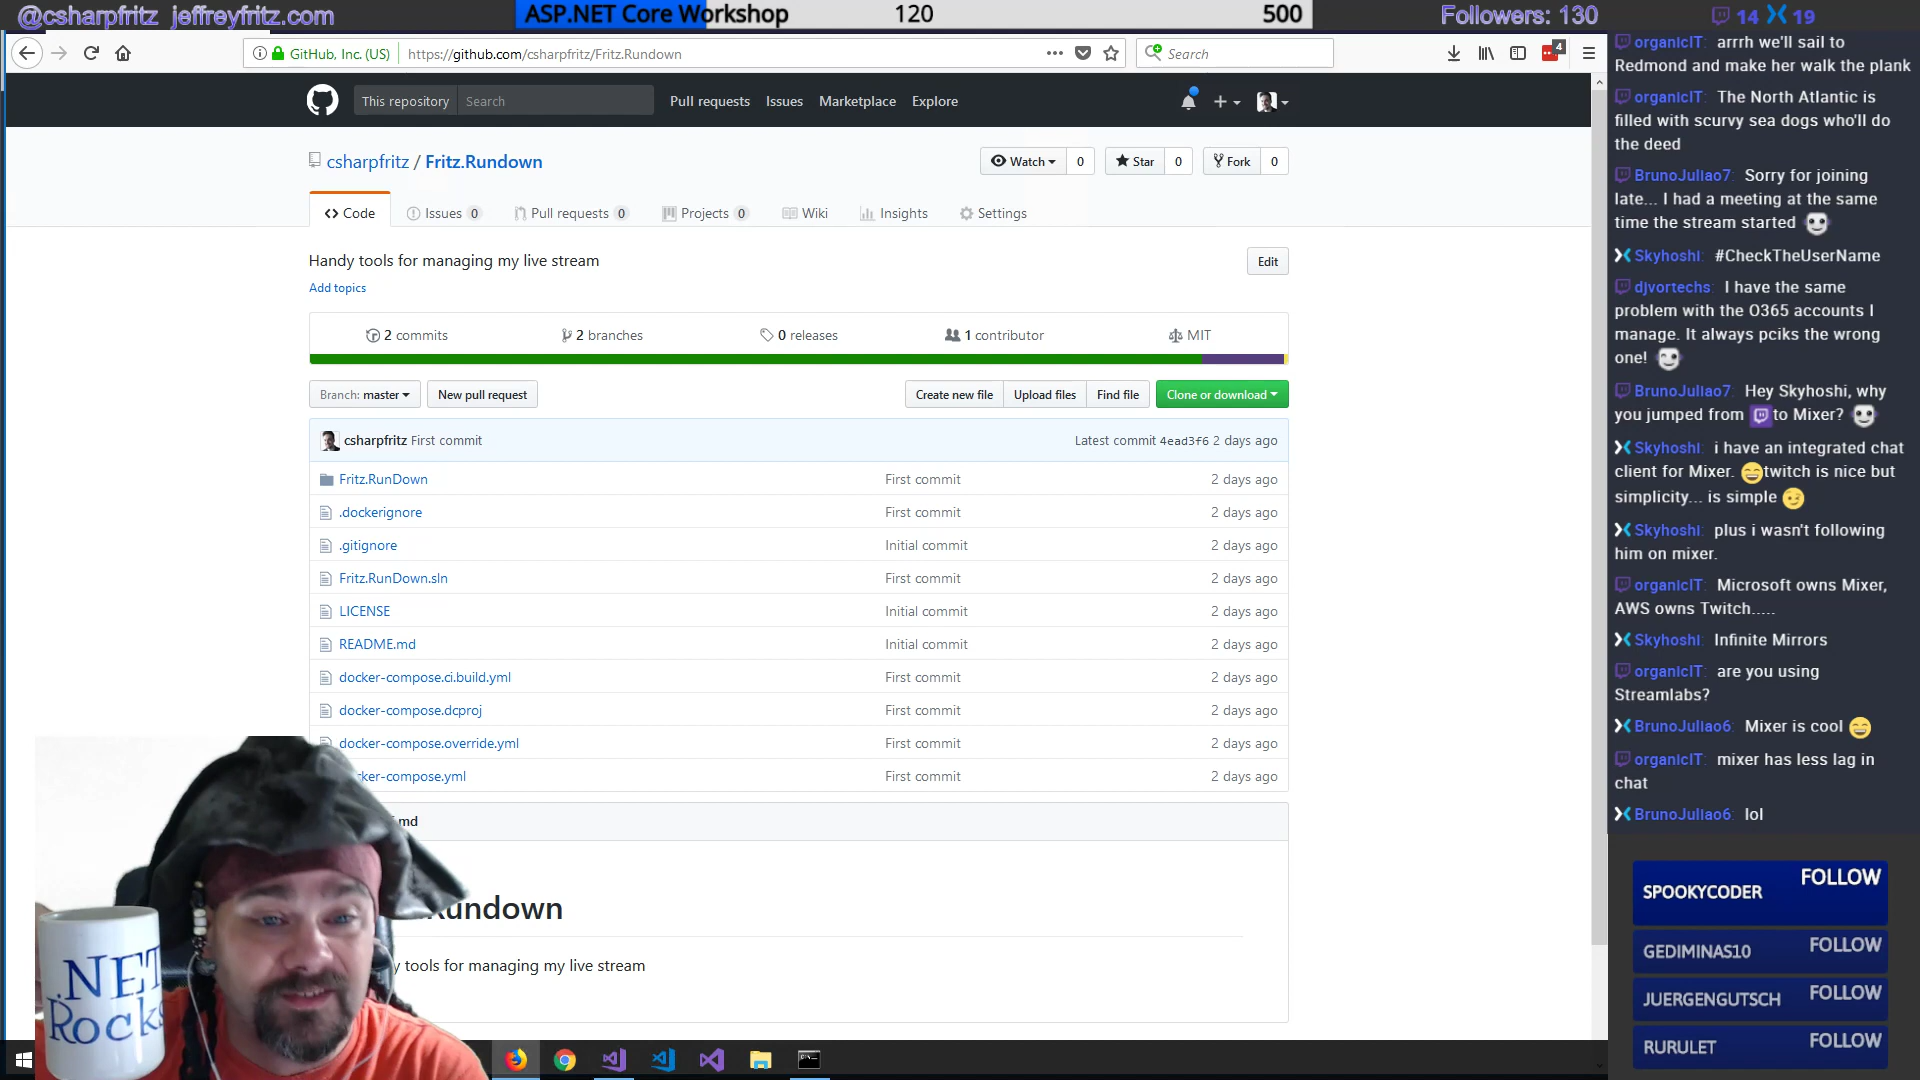 @csharpfritz jeffreyfritz.com
ASP.NET Core Workshop 120 500
Followers: 130
14 19
GitHub, Inc. (US) https://github.com/csharpfritz/Fritz.Rundown
Search
4
This repository Search Pull requests Issues Marketplace Explore
csharpfritz / Fritz.Rundown
Watch 0 Star 0 Fork 0
Code Issues 0 Pull requests 0 Projects 0 Wiki Insights Settings
Handy tools for managing my live stream
Edit
Add topics
2 commits 2 branches 0 releases 1 contributor MIT
Branch: master New pull request Create new file Upload files Find file Clone or download
csharpfritz First commit Latest commit 4ead3f6 2 days ago
Fritz.RunDown First commit 2 days ago
.dockerignore First commit 2 days ago
.gitignore Initial commit 2 days ago
Fritz.RunDown.sln First commit 2 days ago
LICENSE Initial commit 2 days ago
README.md Initial commit 2 days ago
docker-compose.ci.build.yml First commit 2 days ago
docker-compose.dcproj First commit 2 days ago
docker-compose.override.yml First commit 2 days ago
ker-compose.yml First commit 2 days ago
.md
Rundown
y tools for managing my live stream
.NET
Rocks
organicIT: arrrh we'll sail to
Redmond and make her walk the plank
organicIT: The North Atlantic is
filled with scurvy sea dogs who'll do
the deed
BrunoJuliao7: Sorry for joining
late... I had a meeting at the same
time the stream started
Skyhoshi: #CheckTheUserName
djvortechs: I have the same
problem with the O365 accounts I
manage. It always pciks the wrong
one!
BrunoJuliao7: Hey Skyhoshi, why
you jumped from to Mixer?
Skyhoshi: i have an integrated chat
client for Mixer. twitch is nice but
simplicity... is simple
Skyhoshi: plus i wasn't following
him on mixer.
organicIT: Microsoft owns Mixer,
AWS owns Twitch.....
Skyhoshi: Infinite Mirrors
organicIT: are you using
Streamlabs?
BrunoJuliao6: Mixer is cool
organicIT: mixer has less lag in
chat
BrunoJuliao6: lol
SPOOKYCODER FOLLOW
GEDIMINAS10 FOLLOW
JUERGENGUTSCH FOLLOW
RURULET FOLLOW